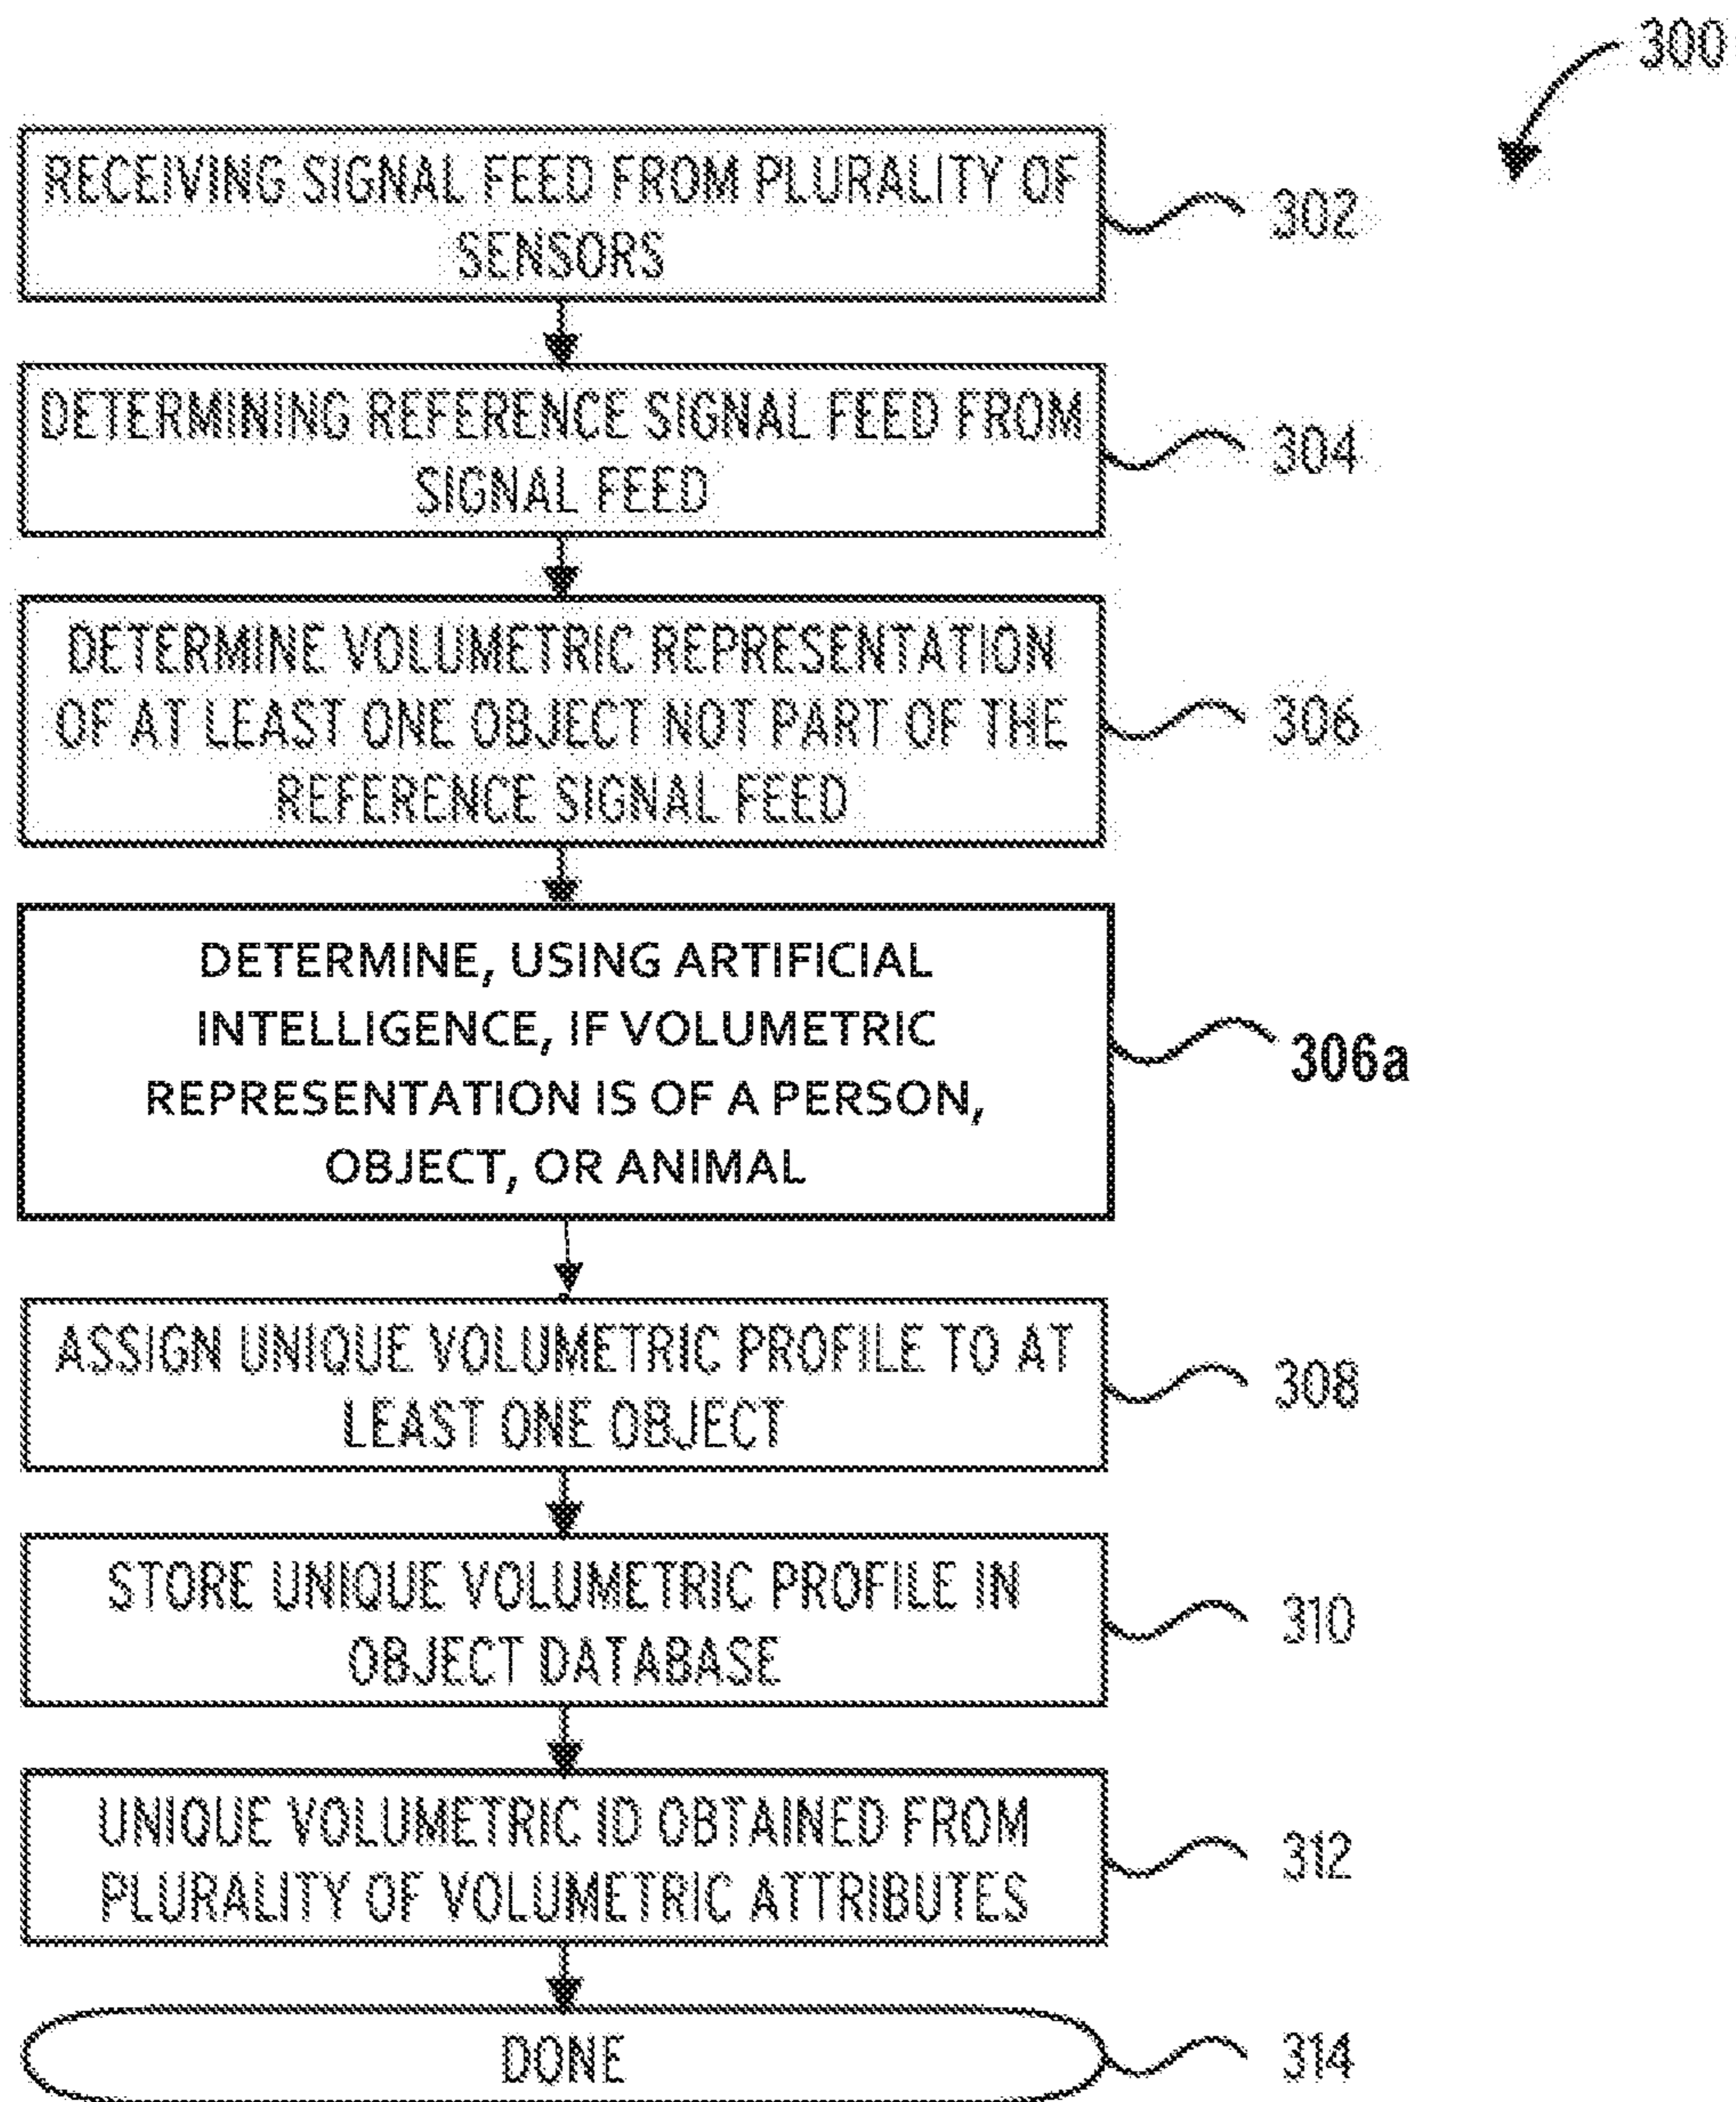 300
RECEIVING SIGNAL FEED FROM PLURALITY OF
SENSORS
302
DETERMINING REFERENCE SIGNAL FEED FROM
SIGNAL FEED
304
DETERMINE VOLUMETRIC REPRESENTATION
OF AT LEAST ONE OBJECT NOT PART OF THE
REFERENCE SIGNAL FEED
306
DETERMINE, USING ARTIFICIAL
INTELLIGENCE, IF VOLUMETRIC
REPRESENTATION IS OF A PERSON,
OBJECT, OR ANIMAL
306a
ASSIGN UNIQUE VOLUMETRIC PROFILE TO AT
LEAST ONE OBJECT
308
STORE UNIQUE VOLUMETRIC PROFILE IN
OBJECT DATABASE
310
UNIQUE VOLUMETRIC ID OBTAINED FROM
PLURALITY OF VOLUMETRIC ATTRIBUTES
312
DONE
314